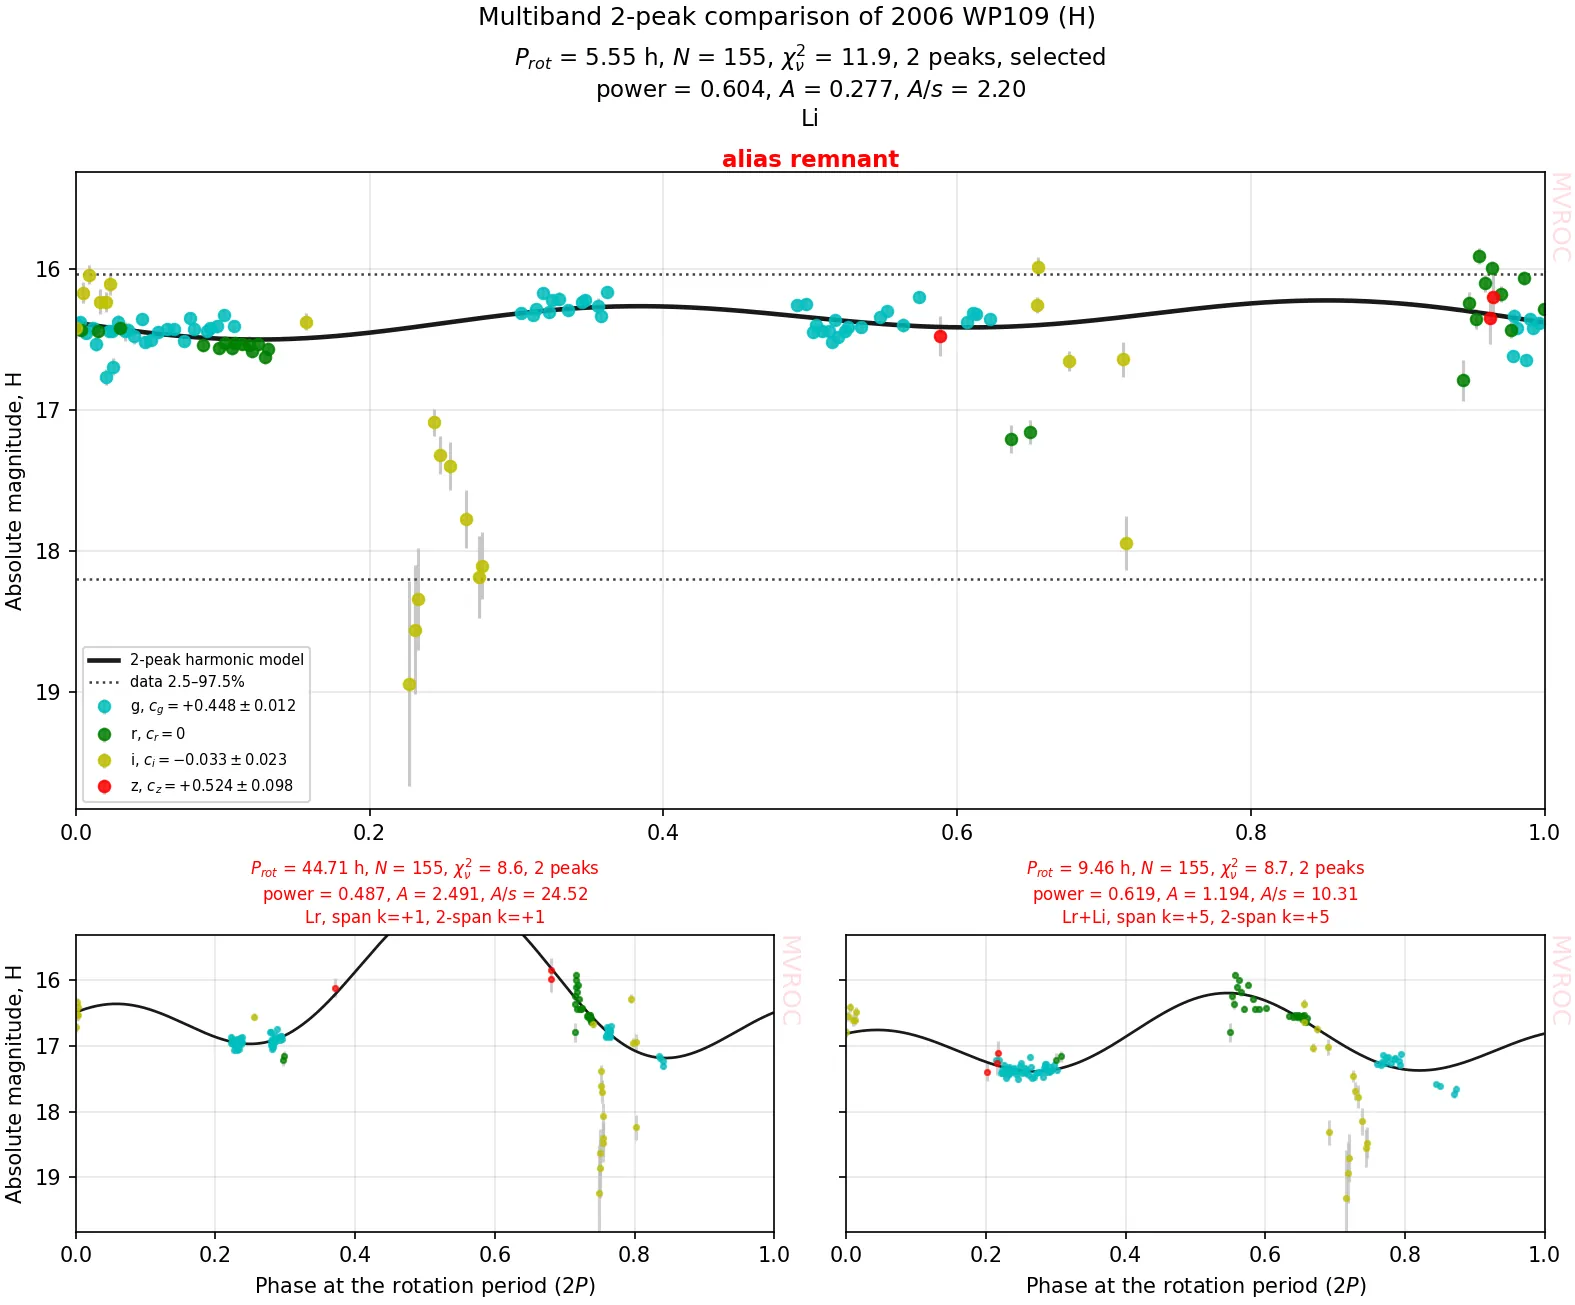 Multiband 2-peak comparison of 2006 WP109 (H)
P_rot = 5.55 h, N = 155, χ²_ν = 11.9, 2 peaks, selected
power = 0.604, A = 0.277, A/s = 2.20
Li
alias remnant
MVROC
Absolute magnitude, H
16
17
18
19
2-peak harmonic model
data 2.5–97.5%
g, c_g = +0.448 ± 0.012
r, c_r = 0
i, c_i = −0.033 ± 0.023
z, c_z = +0.524 ± 0.098
0.0 0.2 0.4 0.6 0.8 1.0
P_rot = 44.71 h, N = 155, χ²_ν = 8.6, 2 peaks
power = 0.487, A = 2.491, A/s = 24.52
Lr, span k=+1, 2-span k=+1
MVROC
Absolute magnitude, H
16
17
18
19
0.0 0.2 0.4 0.6 0.8 1.0
Phase at the rotation period (2P)
P_rot = 9.46 h, N = 155, χ²_ν = 8.7, 2 peaks
power = 0.619, A = 1.194, A/s = 10.31
Lr+Li, span k=+5, 2-span k=+5
MVROC
0.0 0.2 0.4 0.6 0.8 1.0
Phase at the rotation period (2P)